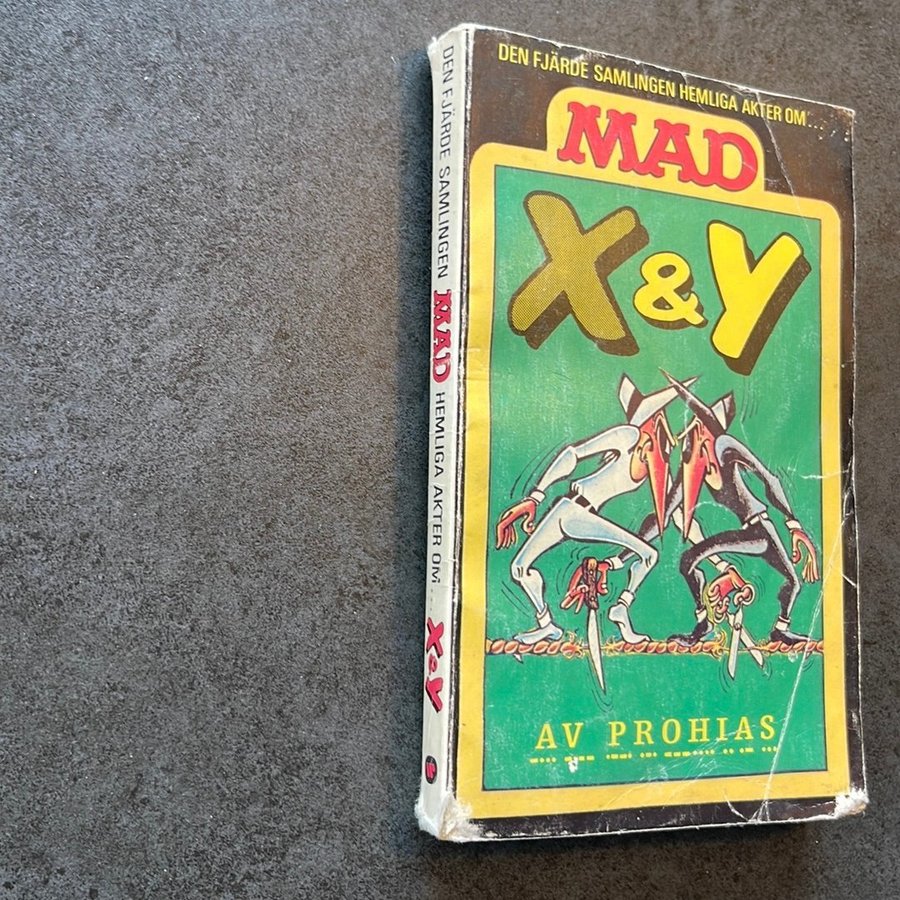 DEN FJÄRDE SAMLINGEN HEMLIGA AKTER OM...
MAD
X & Y
AV PROHIAS
DEN FJÄRDE SAMLINGEN MAD HEMLIGA AKTER OM..... X & Y